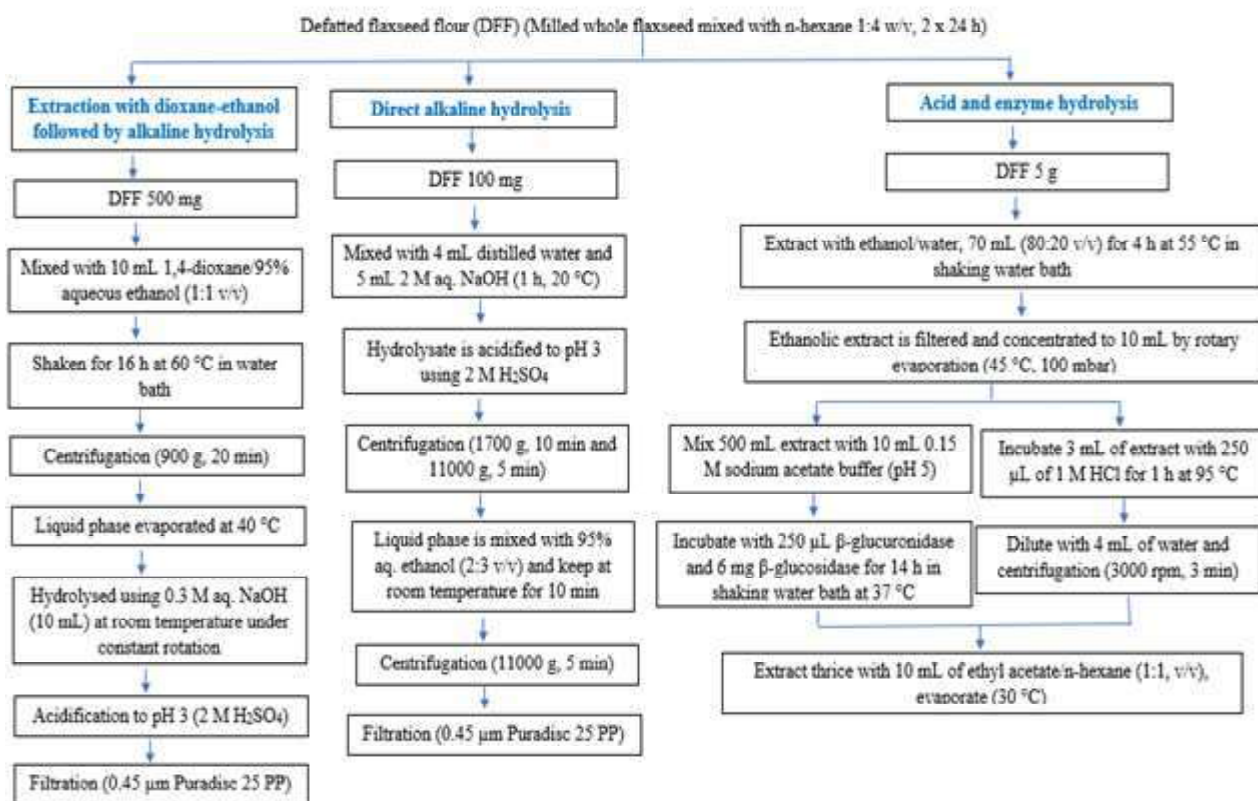 Defatted flaxseed flour (DFF) (Milled whole flaxseed mixed with n-hexane 1:4 w/v, 2 x 24 h)
Extraction with dioxane-ethanol
followed by alkaline hydrolysis
DFF 500 mg
Mixed with 10 mL 1,4-dioxane/95%
aqueous ethanol (1:1 v/v)
Shaken for 16 h at 60 °C in water
bath
Centrifugation (900 g, 20 min)
Liquid phase evaporated at 40 °C
Hydrolysed using 0.3 M aq. NaOH
(10 mL) at room temperature under
constant rotation
Acidification to pH 3 (2 M H₂SO₄)
Filtration (0.45 µm Puradisc 25 PP)
Direct alkaline hydrolysis
DFF 100 mg
Mixed with 4 mL distilled water and
5 mL 2 M aq. NaOH (1 h, 20 °C)
Hydrolysate is acidified to pH 3
using 2 M H₂SO₄
Centrifugation (1700 g, 10 min and
11000 g, 5 min)
Liquid phase is mixed with 95%
aq. ethanol (2:3 v/v) and keep at
room temperature for 10 min
Centrifugation (11000 g, 5 min)
Filtration (0.45 µm Puradisc 25 PP)
Acid and enzyme hydrolysis
DFF 5 g
Extract with ethanol/water, 70 mL (80:20 v/v) for 4 h at 55 °C in
shaking water bath
Ethanolic extract is filtered and concentrated to 10 mL by rotary
evaporation (45 °C, 100 mbar)
Mix 500 mL extract with 10 mL 0.15
M sodium acetate buffer (pH 5)
Incubate with 250 µL β-glucuronidase
and 6 mg β-glucosidase for 14 h in
shaking water bath at 37 °C
Incubate 3 mL of extract with 250
µL of 1 M HCl for 1 h at 95 °C
Dilute with 4 mL of water and
centrifugation (3000 rpm, 3 min)
Extract thrice with 10 mL of ethyl acetate/n-hexane (1:1, v/v),
evaporate (30 °C)